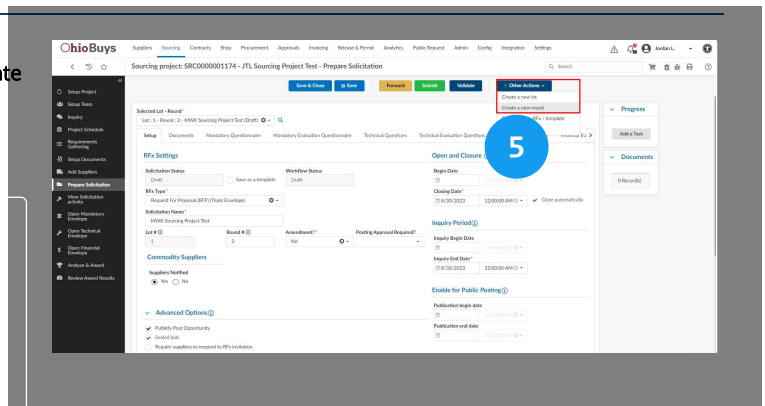 ate
OhioBuys
Suppliers Sourcing Contracts Shop Procurement Approvals Invoicing Release & Permit Analytics Public Request Admin Config Integration Settings
Jordan L.
Sourcing project: SRC0000001174 - JTL Sourcing Project Test - Prepare Solicitation
Search
Save & Close Save Forward Submit Validate Other Actions
Create a new lot
Create a new round
RFx / template
5
Setup Project
Setup Team
Inquiry
Project Schedule
Requirements Gathering
Setup Documents
Add Suppliers
Prepare Solicitation
View Solicitation activity
Open Mandatory Envelope
Open Technical Envelope
Open Financial Envelope
Analyze & Award
Review Award Results
Selected Lot - Round*
Lot : 1 - Round : 2 - MWK Sourcing Project Test (Draft)
Setup Documents Mandatory Questionnaire Mandatory Evaluation Questionnaire Technical Questions Technical Evaluation Questions
RFx Settings
Solicitation Status
Draft
Save as a template
Workflow Status
Draft
RFx Type*
Request For Proposal (RFP) (Triple Envelope)
Solicitation Name*
MWK Sourcing Project Test
Lot # Round # Amendment?* Posting Approval Required?
1 2 No
Commodity Suppliers
Suppliers Notified
Yes No
Advanced Options
Publicly Post Opportunity
Sealed bids
Require suppliers to respond to RFx invitation
Open and Closure
Begin Date
Closing Date*
8/30/2023 12:00:00 AM Close automatically
Inquiry Period
Inquiry Begin Date
Inquiry End Date*
8/30/2023 12:00:00 AM
Enable for Public Posting
Publication begin date
Publication end date
Progress
Add a Task
Documents
0 Record(s)